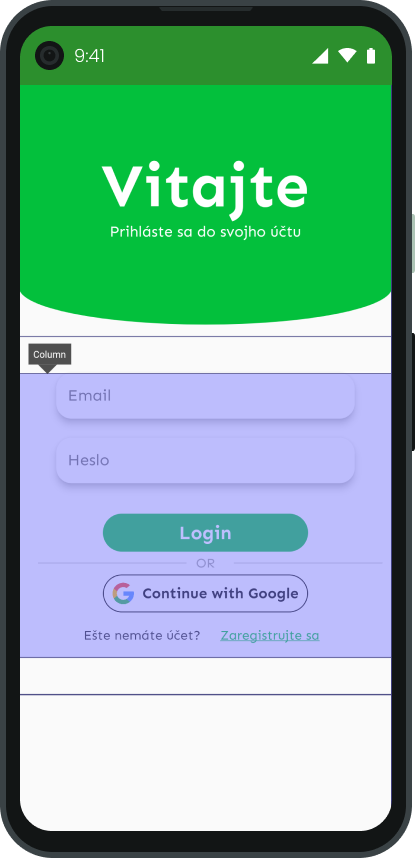 9:41
Vitajte
Prihláste sa do svojho účtu
Column
Email
Heslo
Login
OR
Continue with Google
Ešte nemáte účet? Zaregistrujte sa